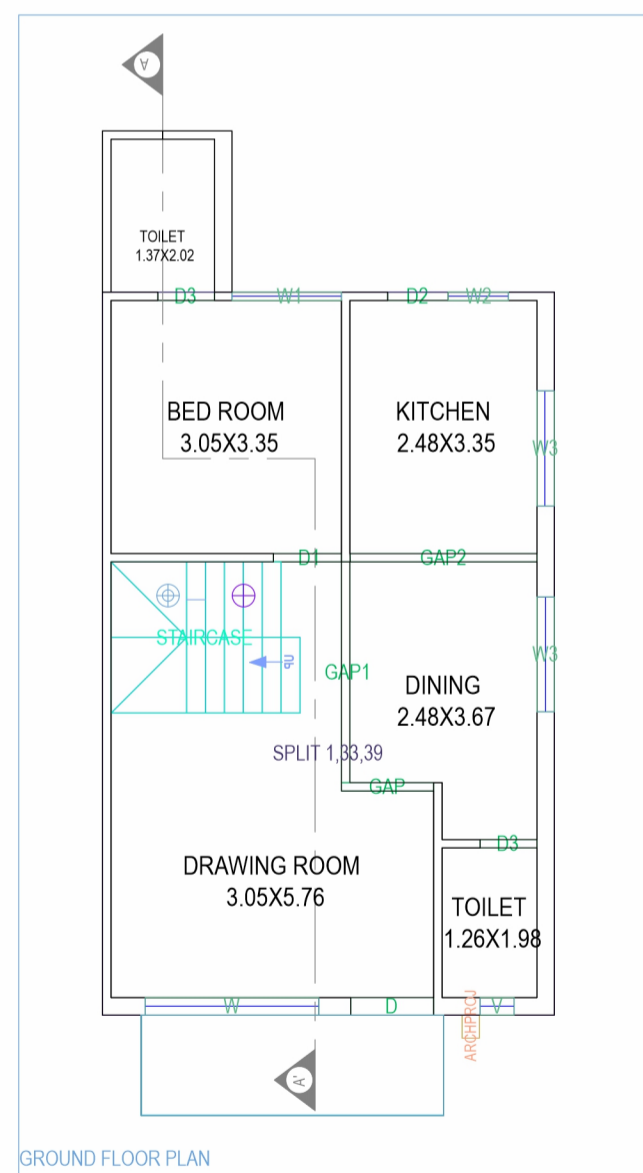 A
TOILET
1.37X2.02
D3
W1
D2
W2
BED ROOM
3.05X3.35
KITCHEN
2.48X3.35
W3
D1
GAP2
STAIRCASE
up
GAP1
W3
DINING
2.48X3.67
SPLIT 1,33,39
GAP
D3
DRAWING ROOM
3.05X5.76
TOILET
1.26X1.98
W
D
V
ARCHPROJ
A'
GROUND FLOOR PLAN